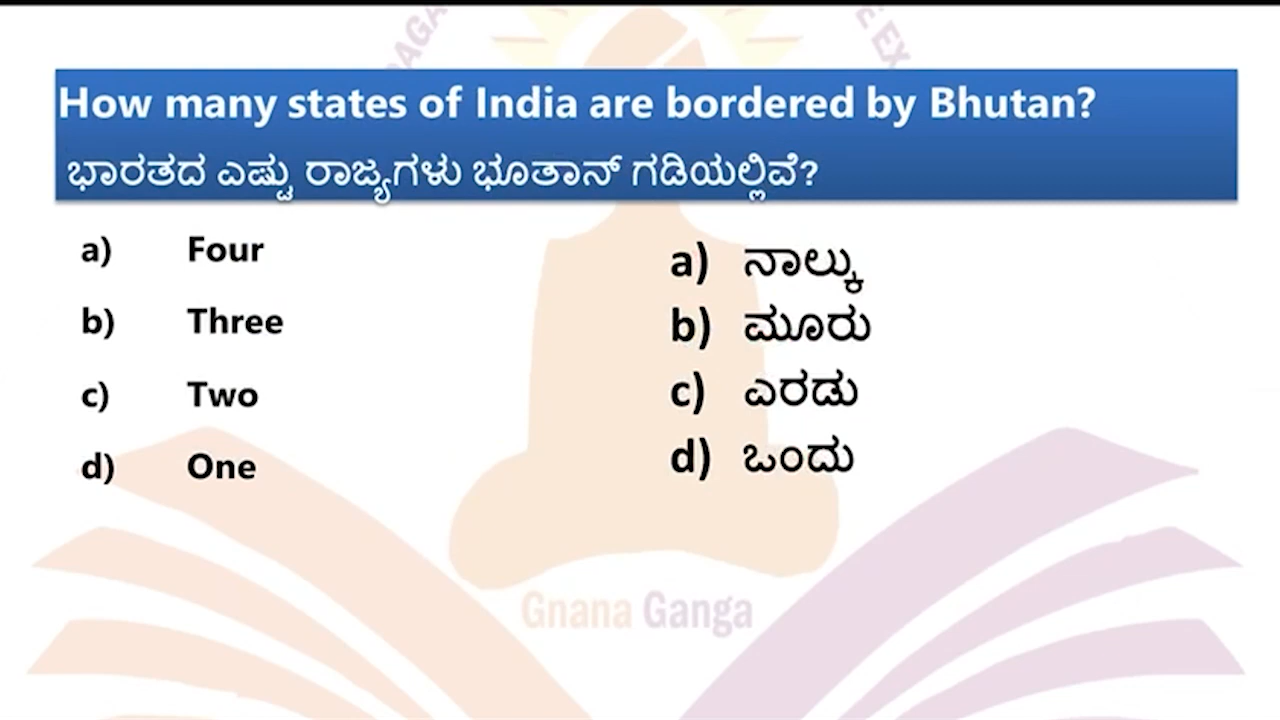 How many states of India are bordered by Bhutan?
ಭಾರತದ ಎಷ್ಟು ರಾಜ್ಯಗಳು ಭೂತಾನ್ ಗಡಿಯಲ್ಲಿವೆ?
a) Four
b) Three
c) Two
d) One
a) ನಾಲ್ಕು
b) ಮೂರು
c) ಎರಡು
d) ಒಂದು
Gnana Ganga